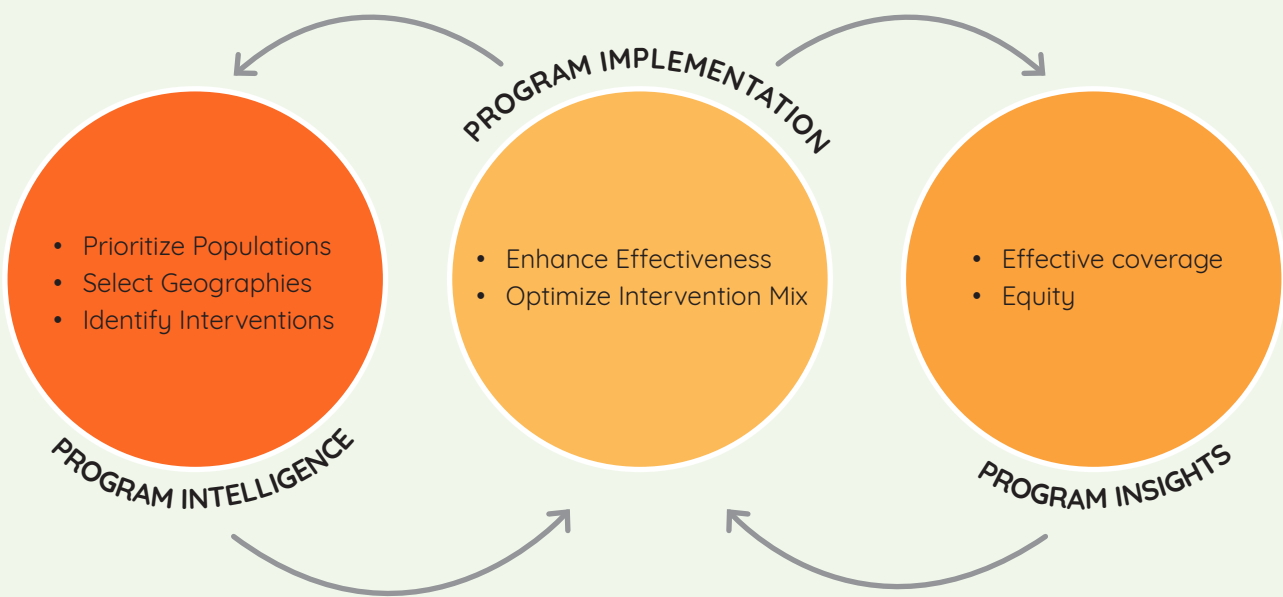 PROGRAM IMPLEMENTATION
• Prioritize Populations
• Select Geographies
• Identify Interventions
PROGRAM INTELLIGENCE
• Enhance Effectiveness
• Optimize Intervention Mix
• Effective coverage
• Equity
PROGRAM INSIGHTS